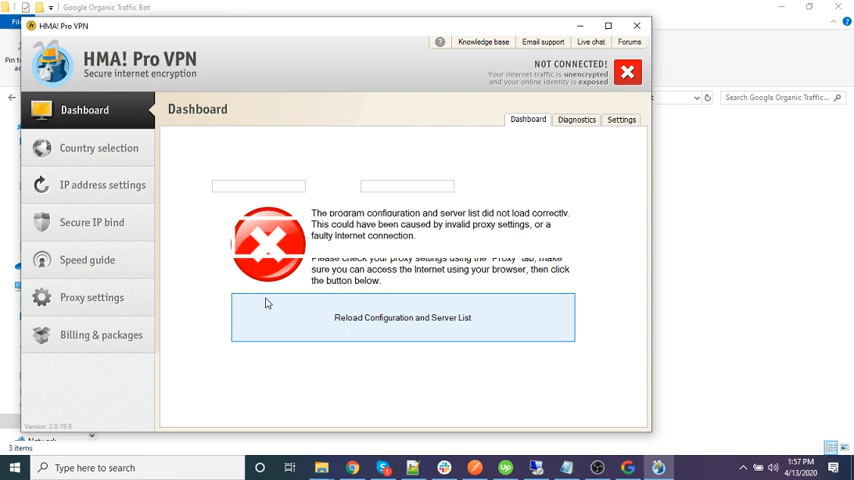 Google Organic Traffic Bot
HMA! Pro VPN
Knowledge base
Email support
Live chat
Forums
HMA! Pro VPN
Secure internet encryption
NOT CONNECTED!
Your internet traffic is unencrypted
and your online identity is exposed
Search Google Organic Traffic...
Dashboard
Dashboard
Dashboard
Diagnostics
Settings
Country selection
IP address settings
Secure IP bind
Speed guide
Proxy settings
Billing & packages
The program configuration and server list did not load correctly.
This could have been caused by invalid proxy settings, or a
faulty Internet connection.
Please check your proxy settings using the "Proxy" tab, make
sure you can access the Internet using your browser, then click
the button below.
Reload Configuration and Server List
Version: 2.8.19.0
Network
3 items
Type here to search
1:57 PM
4/13/2020